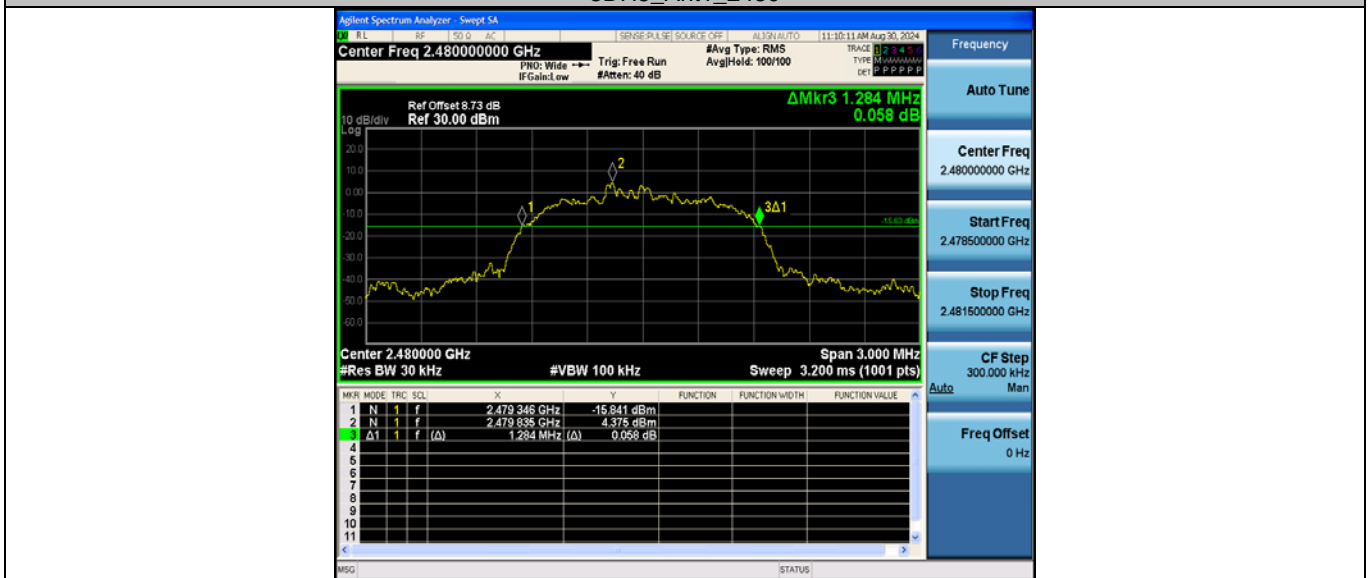 Agilent Spectrum Analyzer - Swept SA
RL RF 50 Ω AC SENSE:PULSE SOURCE OFF ALIGN AUTO 11:10:11 AM Aug 30, 2024
Center Freq 2.480000000 GHz
PNO: Wide
IFGain:Low
Trig: Free Run
#Atten: 40 dB
#Avg Type: RMS
Avg|Hold: 100/100
TRACE 1 2 3 4 5 6
TYPE M
DET P P P P P P
Ref Offset 8.73 dB
10 dB/div Ref 30.00 dBm
Log
ΔMkr3 1.284 MHz
0.058 dB
20.0
10.0
0.00
-10.0
-20.0
-30.0
-40.0
-50.0
-60.0
1
2
3Δ1
-15.63 dBm
Center 2.480000 GHz Span 3.000 MHz
#Res BW 30 kHz #VBW 100 kHz Sweep 3.200 ms (1001 pts)
MKR MODE TRC SCL X Y FUNCTION FUNCTION WIDTH FUNCTION VALUE
1 N 1 f 2.479 346 GHz -15.841 dBm
2 N 1 f 2.479 835 GHz 4.375 dBm
3 Δ1 1 f (Δ) 1.284 MHz (Δ) 0.058 dB
4
5
6
7
8
9
10
11
MSG STATUS
Frequency
Auto Tune
Center Freq
2.480000000 GHz
Start Freq
2.478500000 GHz
Stop Freq
2.481500000 GHz
CF Step
300.000 kHz
Auto Man
Freq Offset
0 Hz